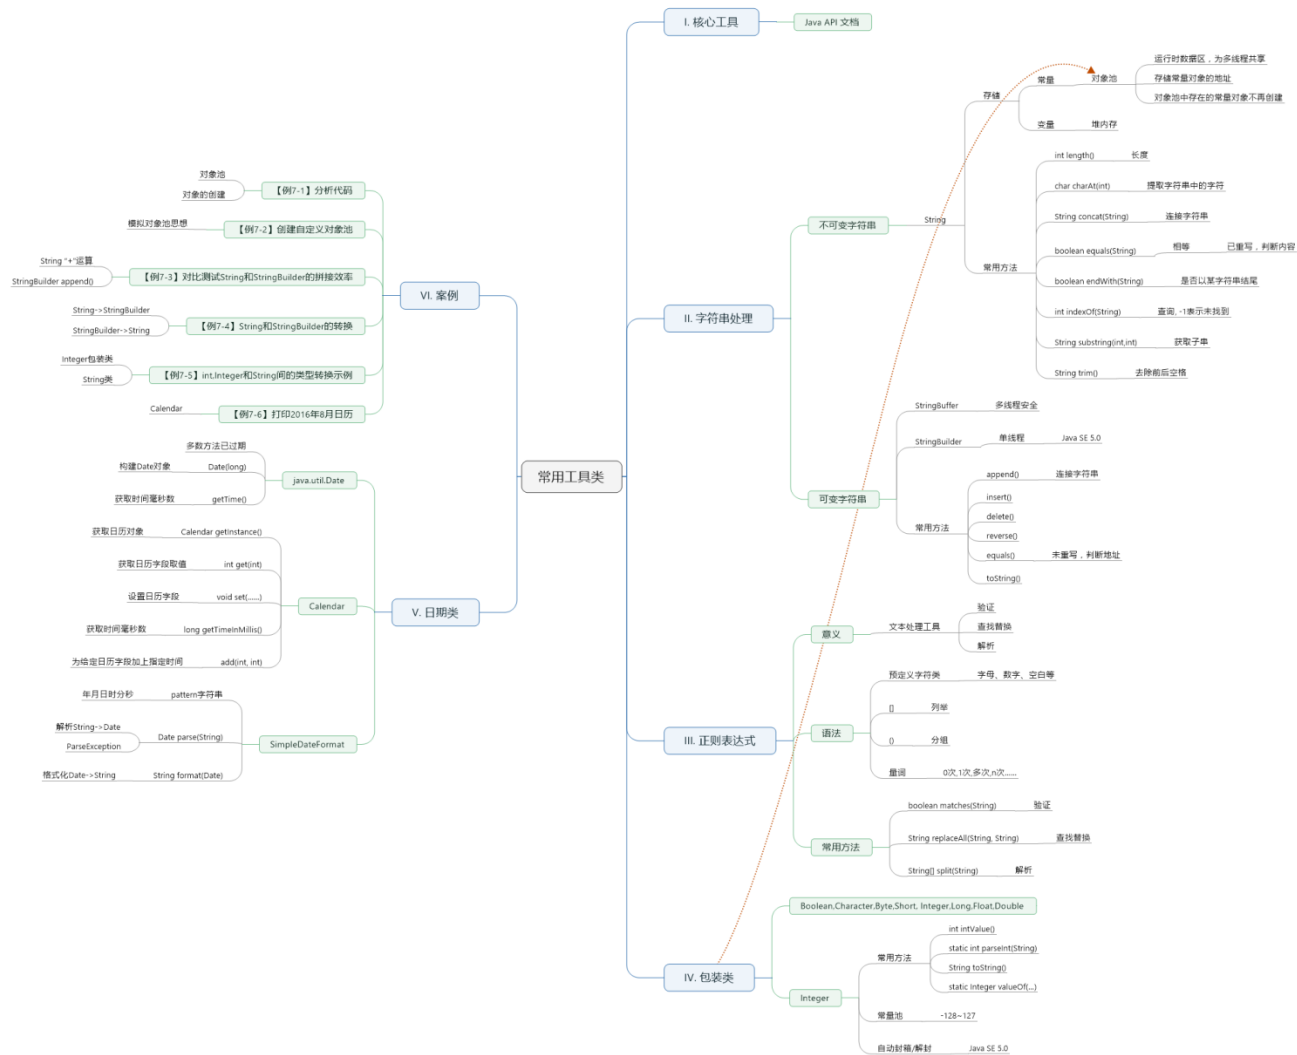 常用工具类
I. 核心工具
Java API 文档
II. 字符串处理
不可变字符串
String
存储
常量
对象池
运行时数据区，为多线程共享
存储常量对象的地址
对象池中存在的常量对象不再创建
变量
堆内存
常用方法
int length()
长度
char charAt(int)
提取字符串中的字符
String concat(String)
连接字符串
boolean equals(String)
相等
已重写，判断内容
boolean endWith(String)
是否以某字符串结尾
int indexOf(String)
查询, -1表示未找到
String substring(int,int)
获取子串
String trim()
去除前后空格
可变字符串
StringBuffer
多线程安全
StringBuilder
单线程
Java SE 5.0
常用方法
append()
连接字符串
insert()
delete()
reverse()
equals()
未重写，判断地址
toString()
III. 正则表达式
意义
文本处理工具
验证
查找替换
解析
语法
预定义字符类
字母、数字、空白等
[]
列举
()
分组
量词
0次,1次,多次,n次......
常用方法
boolean matches(String)
验证
String replaceAll(String, String)
查找替换
String[] split(String)
解析
IV. 包装类
Boolean,Character,Byte,Short, Integer,Long,Float,Double
Integer
常用方法
int intValue()
static int parseInt(String)
String toString()
static Integer valueOf(...)
常量池
-128~127
自动封箱/解封
Java SE 5.0
V. 日期类
java.util.Date
多数方法已过期
Date(long)
构建Date对象
getTime()
获取时间毫秒数
Calendar
Calendar getInstance()
获取日历对象
int get(int)
获取日历字段取值
void set(......)
设置日历字段
long getTimeInMillis()
获取时间毫秒数
add(int, int)
为给定日历字段加上指定时间
SimpleDateFormat
pattern字符串
年月日时分秒
Date parse(String)
解析String->Date
ParseException
String format(Date)
格式化Date->String
VI. 案例
【例7-1】分析代码
对象池
对象的创建
【例7-2】创建自定义对象池
模拟对象池思想
【例7-3】对比测试String和StringBuilder的拼接效率
String "+"运算
StringBuilder append()
【例7-4】String和StringBuilder的转换
String->StringBuilder
StringBuilder->String
【例7-5】int,Integer和String间的类型转换示例
Integer包装类
String类
【例7-6】打印2016年8月日历
Calendar